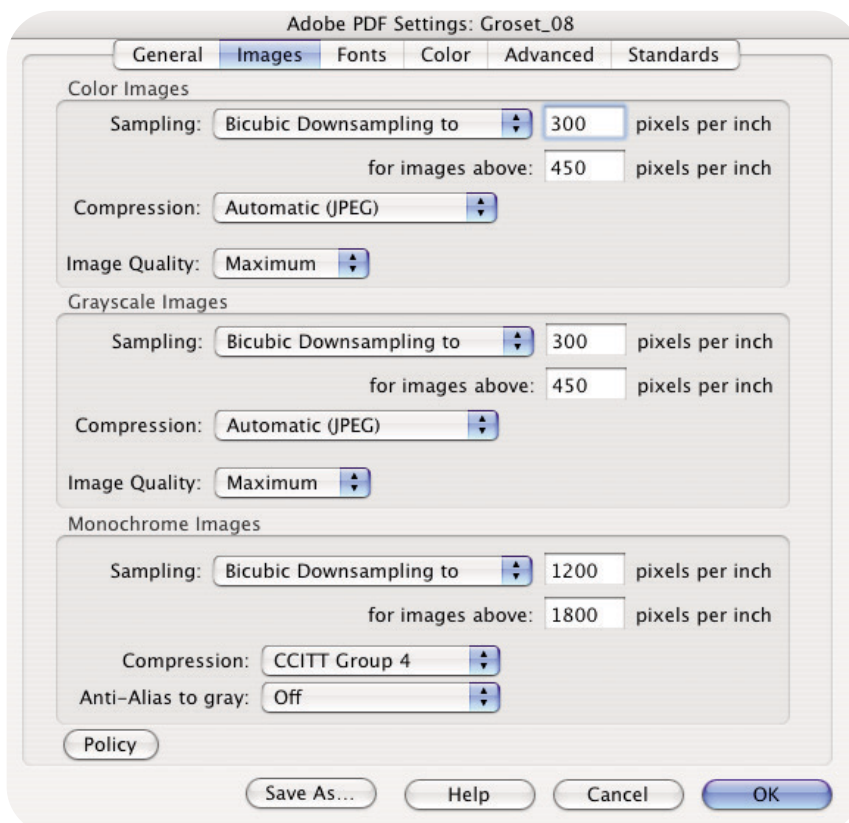 Adobe PDF Settings: Groset_08
General Images Fonts Color Advanced Standards
Color Images
Sampling: Bicubic Downsampling to 300 pixels per inch
for images above: 450 pixels per inch
Compression: Automatic (JPEG)
Image Quality: Maximum
Grayscale Images
Sampling: Bicubic Downsampling to 300 pixels per inch
for images above: 450 pixels per inch
Compression: Automatic (JPEG)
Image Quality: Maximum
Monochrome Images
Sampling: Bicubic Downsampling to 1200 pixels per inch
for images above: 1800 pixels per inch
Compression: CCITT Group 4
Anti-Alias to gray: Off
Policy
Save As... Help Cancel OK